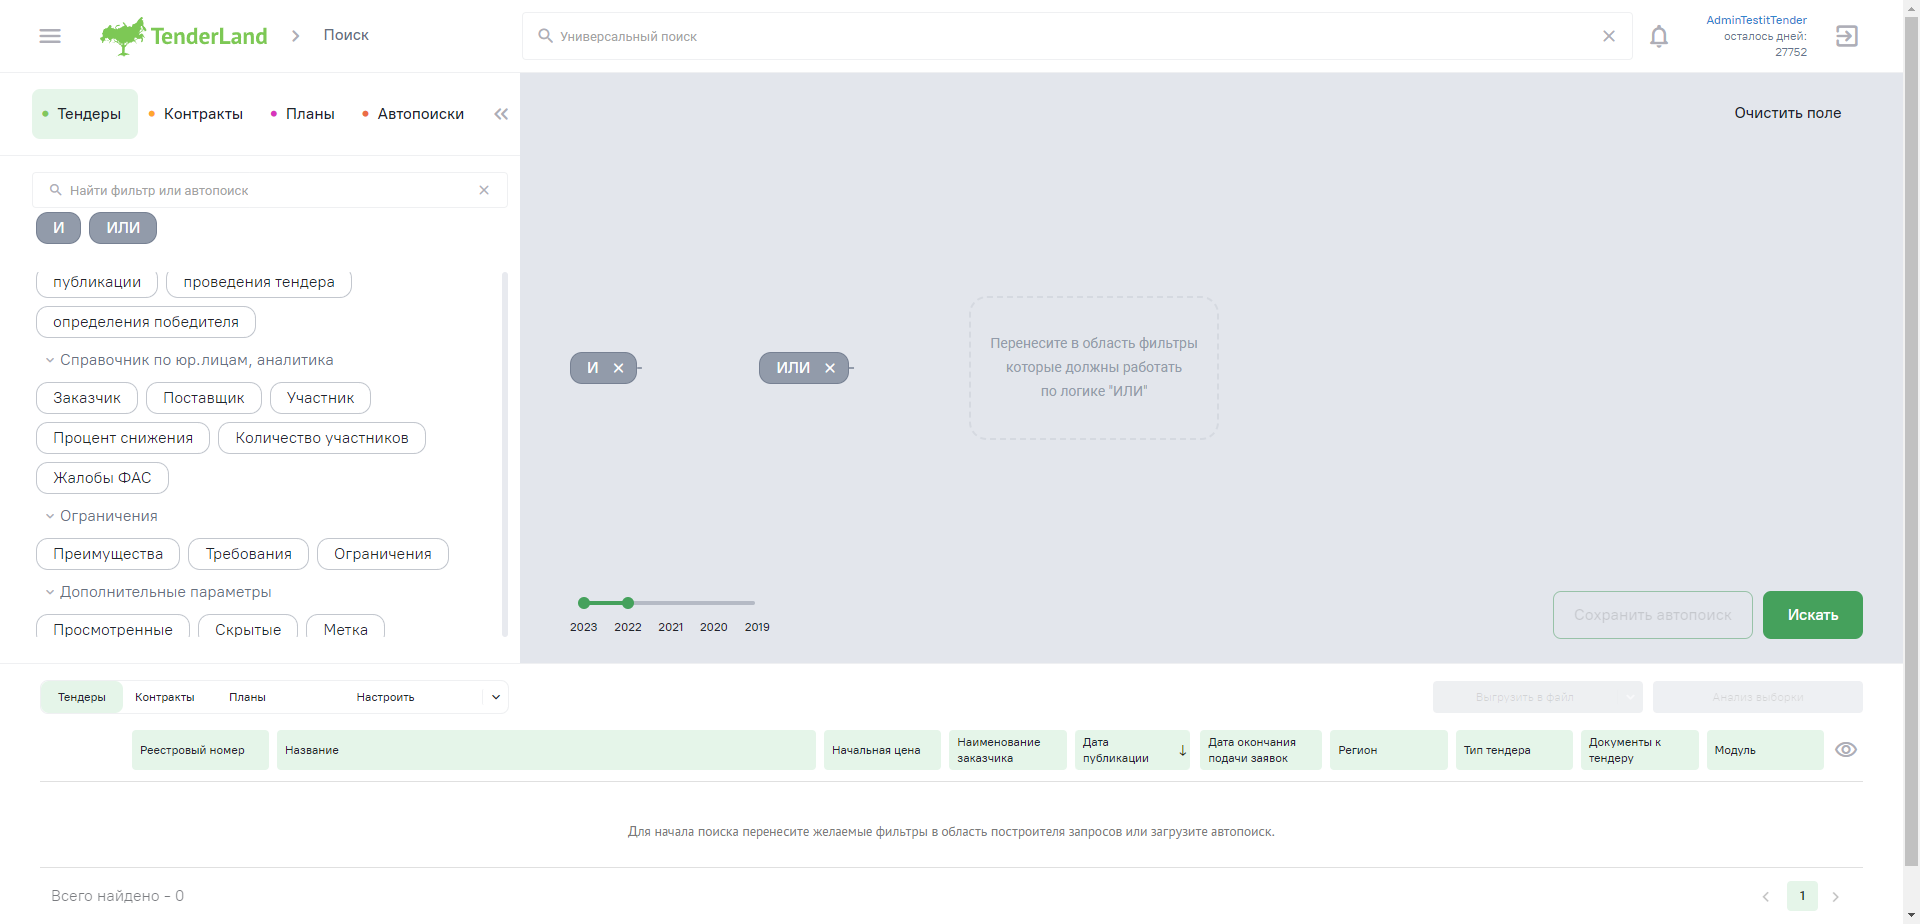 TenderLand
Поиск
Универсальный поиск
AdminTestitTender
осталось дней:
27752
Тендеры
Контракты
Планы
Автопоиски
Очистить поле
Найти фильтр или автопоиск
И
ИЛИ
публикации
проведения тендера
определения победителя
Справочник по юр.лицам, аналитика
Заказчик
Поставщик
Участник
Процент снижения
Количество участников
Жалобы ФАС
Ограничения
Преимущества
Требования
Ограничения
Дополнительные параметры
Просмотренные
Скрытые
Метка
И
ИЛИ
Перенесите в область фильтры
которые должны работать
по логике "ИЛИ"
2023 2022 2021 2020 2019
Сохранить автопоиск
Искать
Тендеры
Контракты
Планы
Настроить
Выгрузить в файл
Анализ выборки
Реестровый номер
Название
Начальная цена
Наименование
заказчика
Дата
публикации
Дата окончания
подачи заявок
Регион
Тип тендера
Документы к
тендеру
Модуль
Для начала поиска перенесите желаемые фильтры в область построителя запросов или загрузите автопоиск.
Всего найдено - 0
1